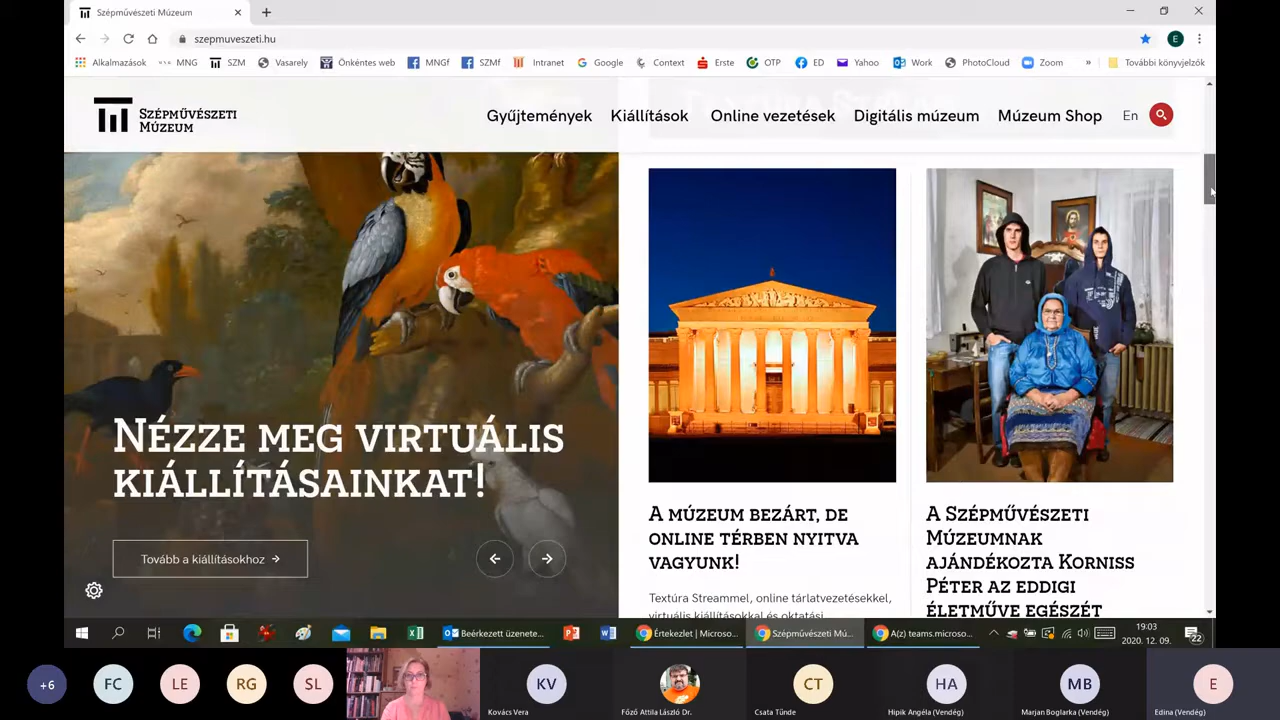 Szépművészeti Múzeum
szepmuveszeti.hu
E
Alkalmazások
MNG
SZM
Vasarely
Önkéntes web
MNGf
SZMf
Intranet
Google
Context
Erste
OTP
ED
Yahoo
Work
PhotoCloud
Zoom
»
További könyvjelzők
Szépművészeti
Múzeum
Gyűjtemények
Kiállítások
Online vezetések
Digitális múzeum
Múzeum Shop
En
Nézze meg virtuális
kiállításainkat!
Tovább a kiállításokhoz
A múzeum bezárt, de
online térben nyitva
vagyunk!
Textúra Streammel, online tárlatvezetésekkel,
virtuális kiállításokkal és oktatási
A Szépművészeti
Múzeumnak
ajándékozta Korniss
Péter az eddigi
életműve egészét
Beérkezett üzenete...
Értekezlet | Microso...
Szépművészeti Mú...
A(z) teams.microso...
19:03
2020. 12. 09.
22
+6
FC
LE
RG
SL
KV
Kovács Vera
Főző Attila László Dr.
CT
Csata Tünde
HA
Hipik Angéla (Vendég)
MB
Marjan Boglarka (Vendég)
E
Edina (Vendég)